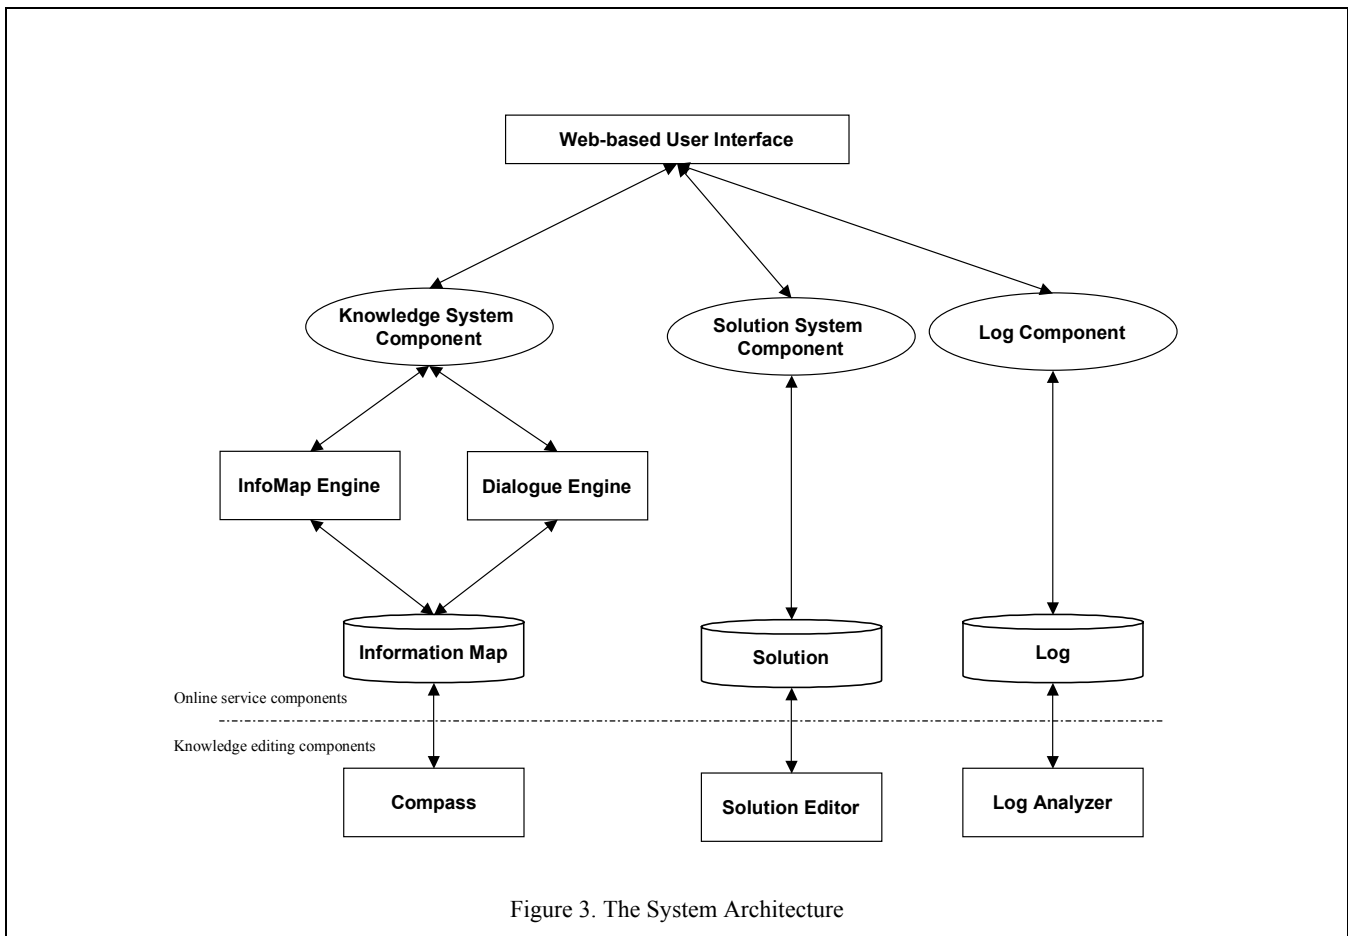 Web-based User Interface
Knowledge System
Component
Solution System
Component
Log Component
InfoMap Engine
Dialogue Engine
Information Map
Solution
Log
Online service components
Knowledge editing components
Compass
Solution Editor
Log Analyzer
Figure 3. The System Architecture